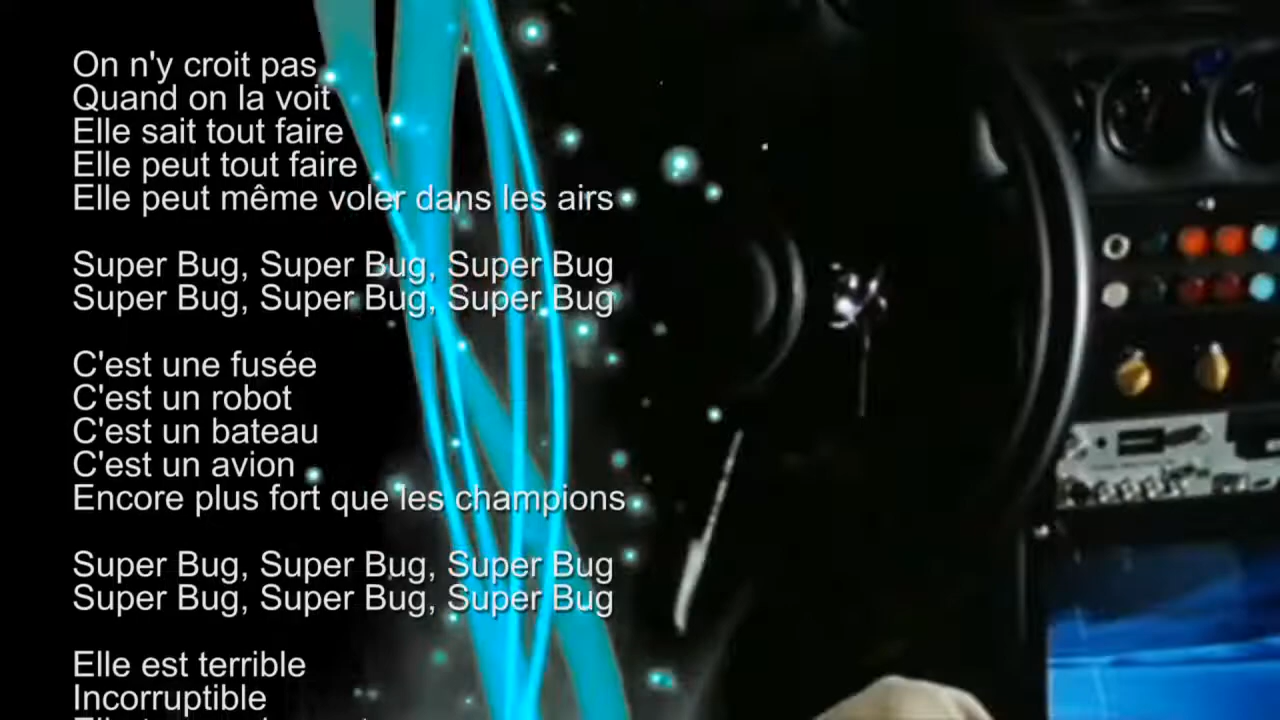 On n'y croit pas
Quand on la voit
Elle sait tout faire
Elle peut tout faire
Elle peut même voler dans les airs
Super Bug, Super Bug, Super Bug
Super Bug, Super Bug, Super Bug
C'est une fusée
C'est un robot
C'est un bateau
C'est un avion
Encore plus fort que les champions
Super Bug, Super Bug, Super Bug
Super Bug, Super Bug, Super Bug
Elle est terrible
Incorruptible